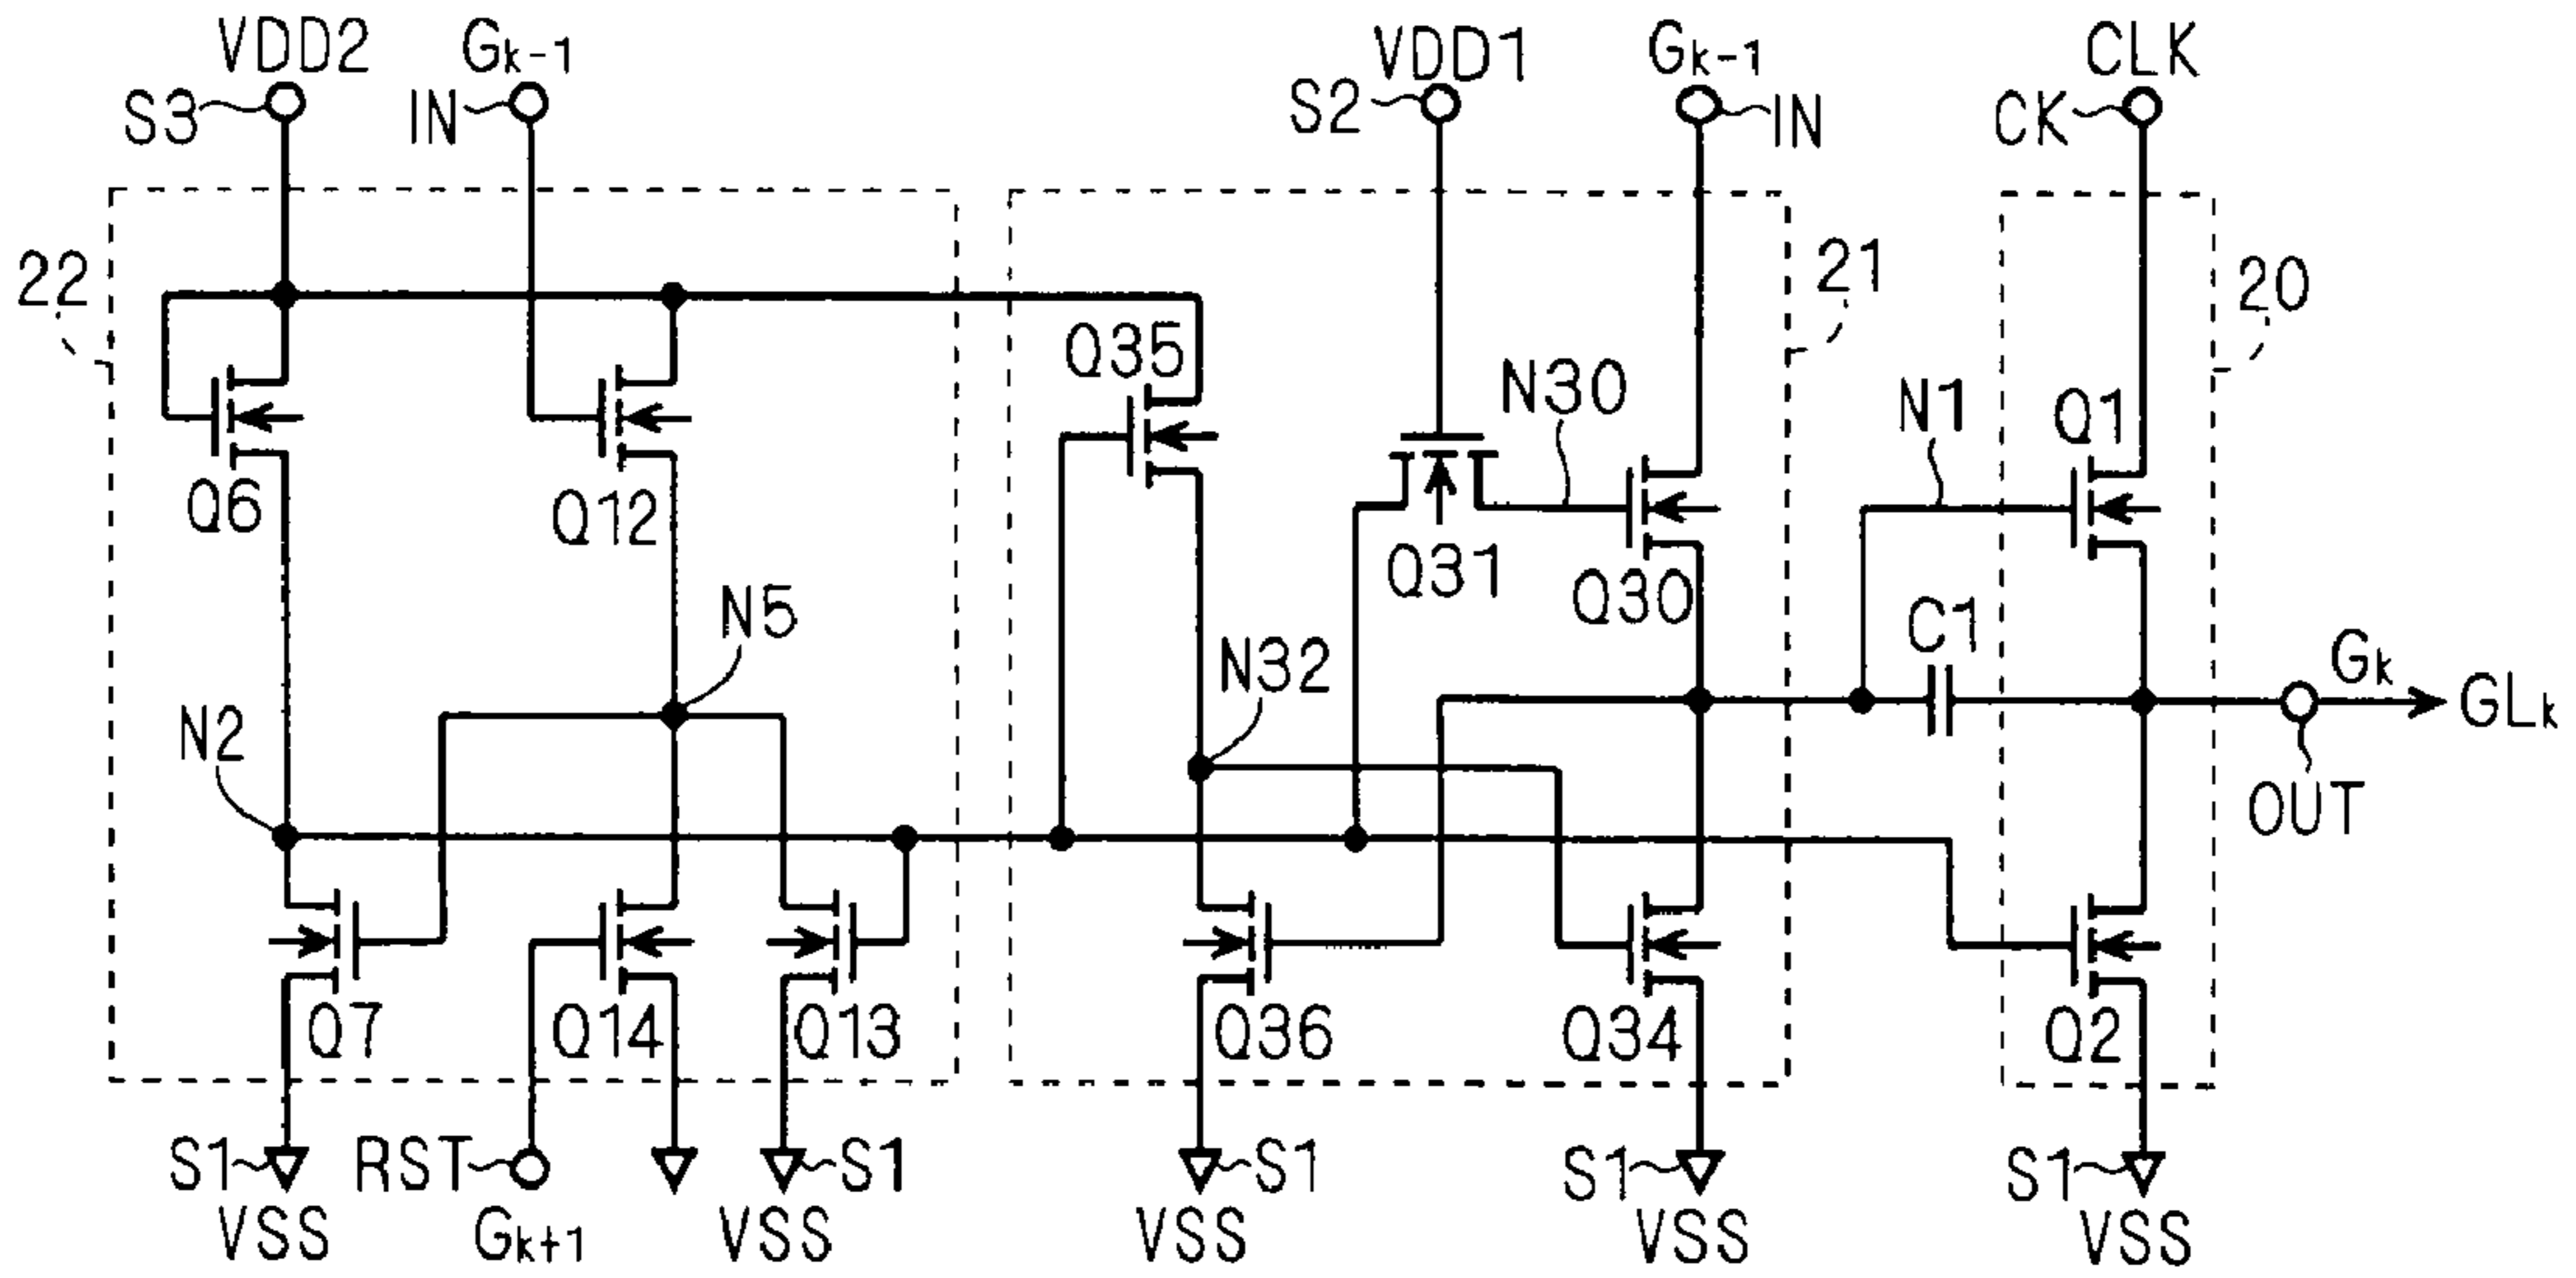 VDD2
Gk-1
VDD1
Gk-1
CLK
S3
IN
S2
IN
CK
22
21
20
Q35
N30
N1
Q1
Q6
Q12
Q31
Q30
C1
N5
N32
Gk
GLk
N2
OUT
Q7
Q14
Q13
Q36
Q34
Q2
S1
RST
S1
S1
S1
S1
VSS
Gk+1
VSS
VSS
VSS
VSS